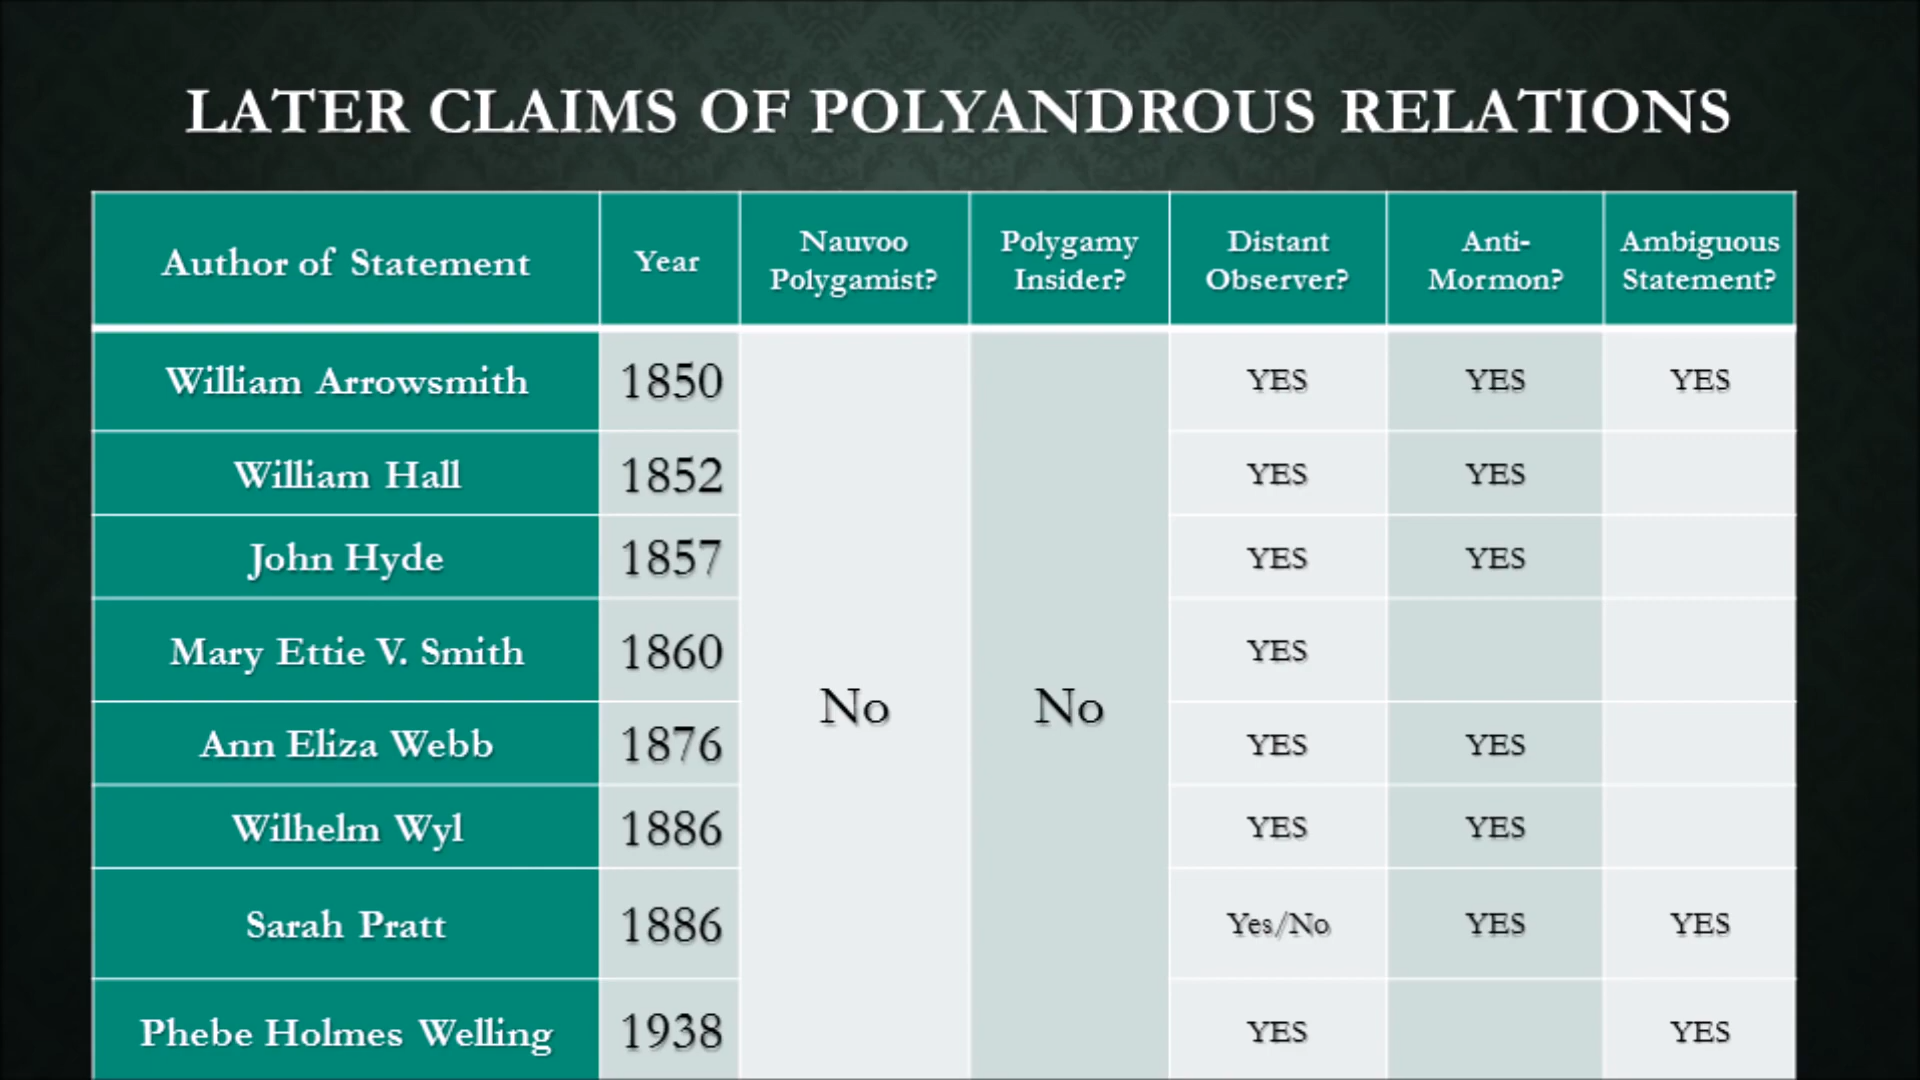 LATER CLAIMS OF POLYANDROUS RELATIONS
Author of Statement Year Nauvoo Polygamist? Polygamy Insider? Distant Observer? Anti-Mormon? Ambiguous Statement?
William Arrowsmith 1850 YES YES YES
William Hall 1852 YES YES
John Hyde 1857 YES YES
Mary Ettie V. Smith 1860 YES
No No
Ann Eliza Webb 1876 YES YES
Wilhelm Wyl 1886 YES YES
Sarah Pratt 1886 Yes/No YES YES
Phebe Holmes Welling 1938 YES YES